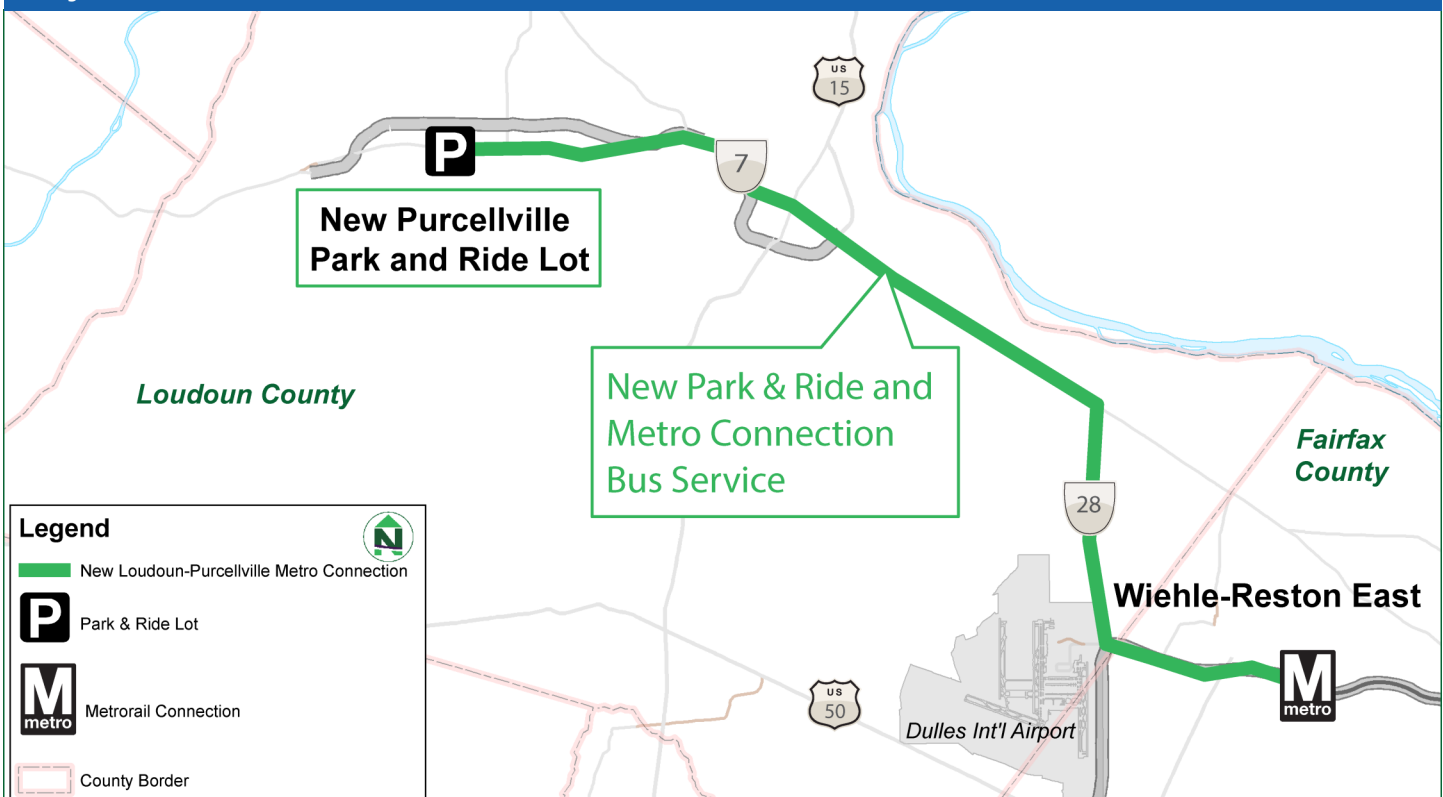 US
15
P
7
New Purcellville
Park and Ride Lot
Loudoun County
New Park & Ride and
Metro Connection
Bus Service
Fairfax
County
28
Legend
N
New Loudoun-Purcellville Metro Connection
P
Park & Ride Lot
M
metro
Metrorail Connection
County Border
Wiehle-Reston East
M
metro
US
50
Dulles Int'l Airport